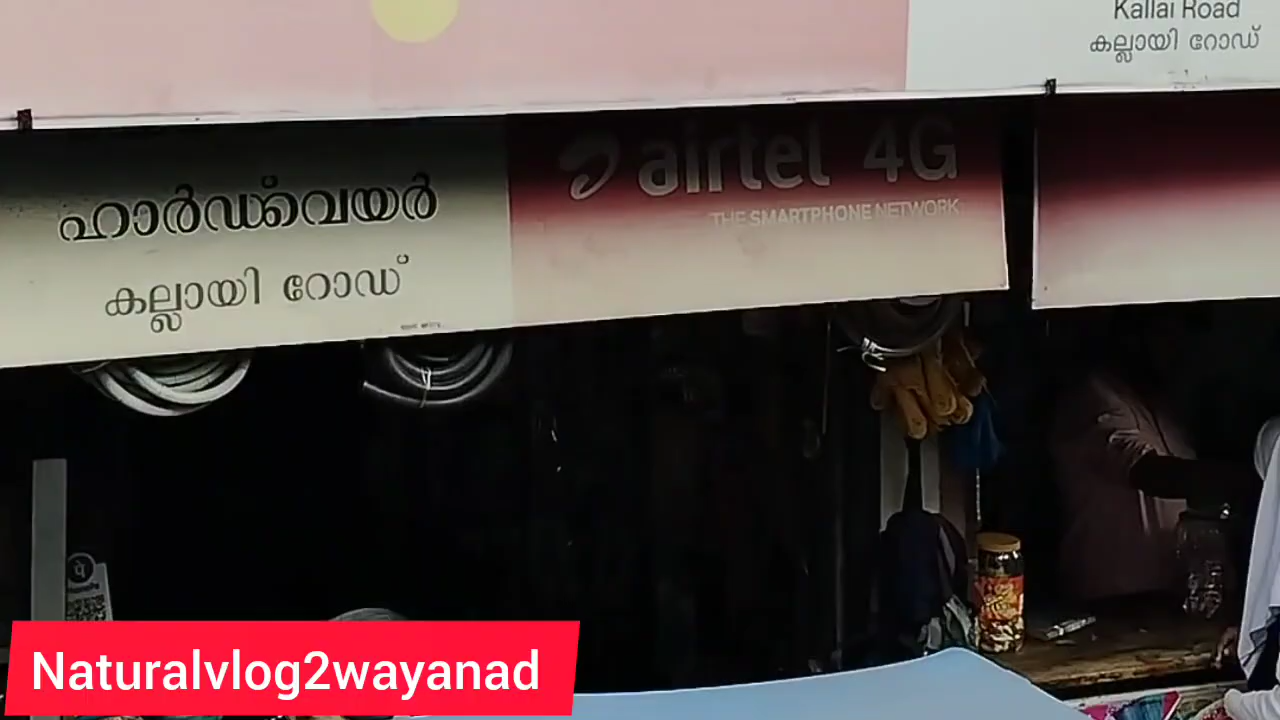 Kallai Road
കല്ലായി റോഡ്
ഹാർഡ്‌വെയർ
കല്ലായി റോഡ്
airtel 4G
THE SMARTPHONE NETWORK
Naturalvlog2wayanad